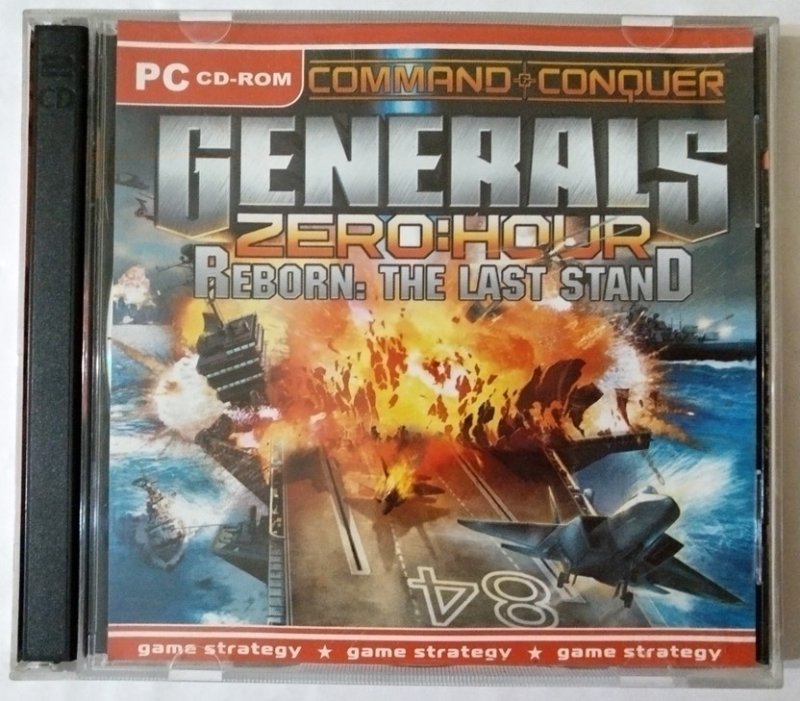 PC CD-ROM
COMMAND & CONQUER
GENERALS
ZERO:HOUR
REBORN: THE LAST STAND
CD
84
game strategy ★ game strategy ★ game strategy